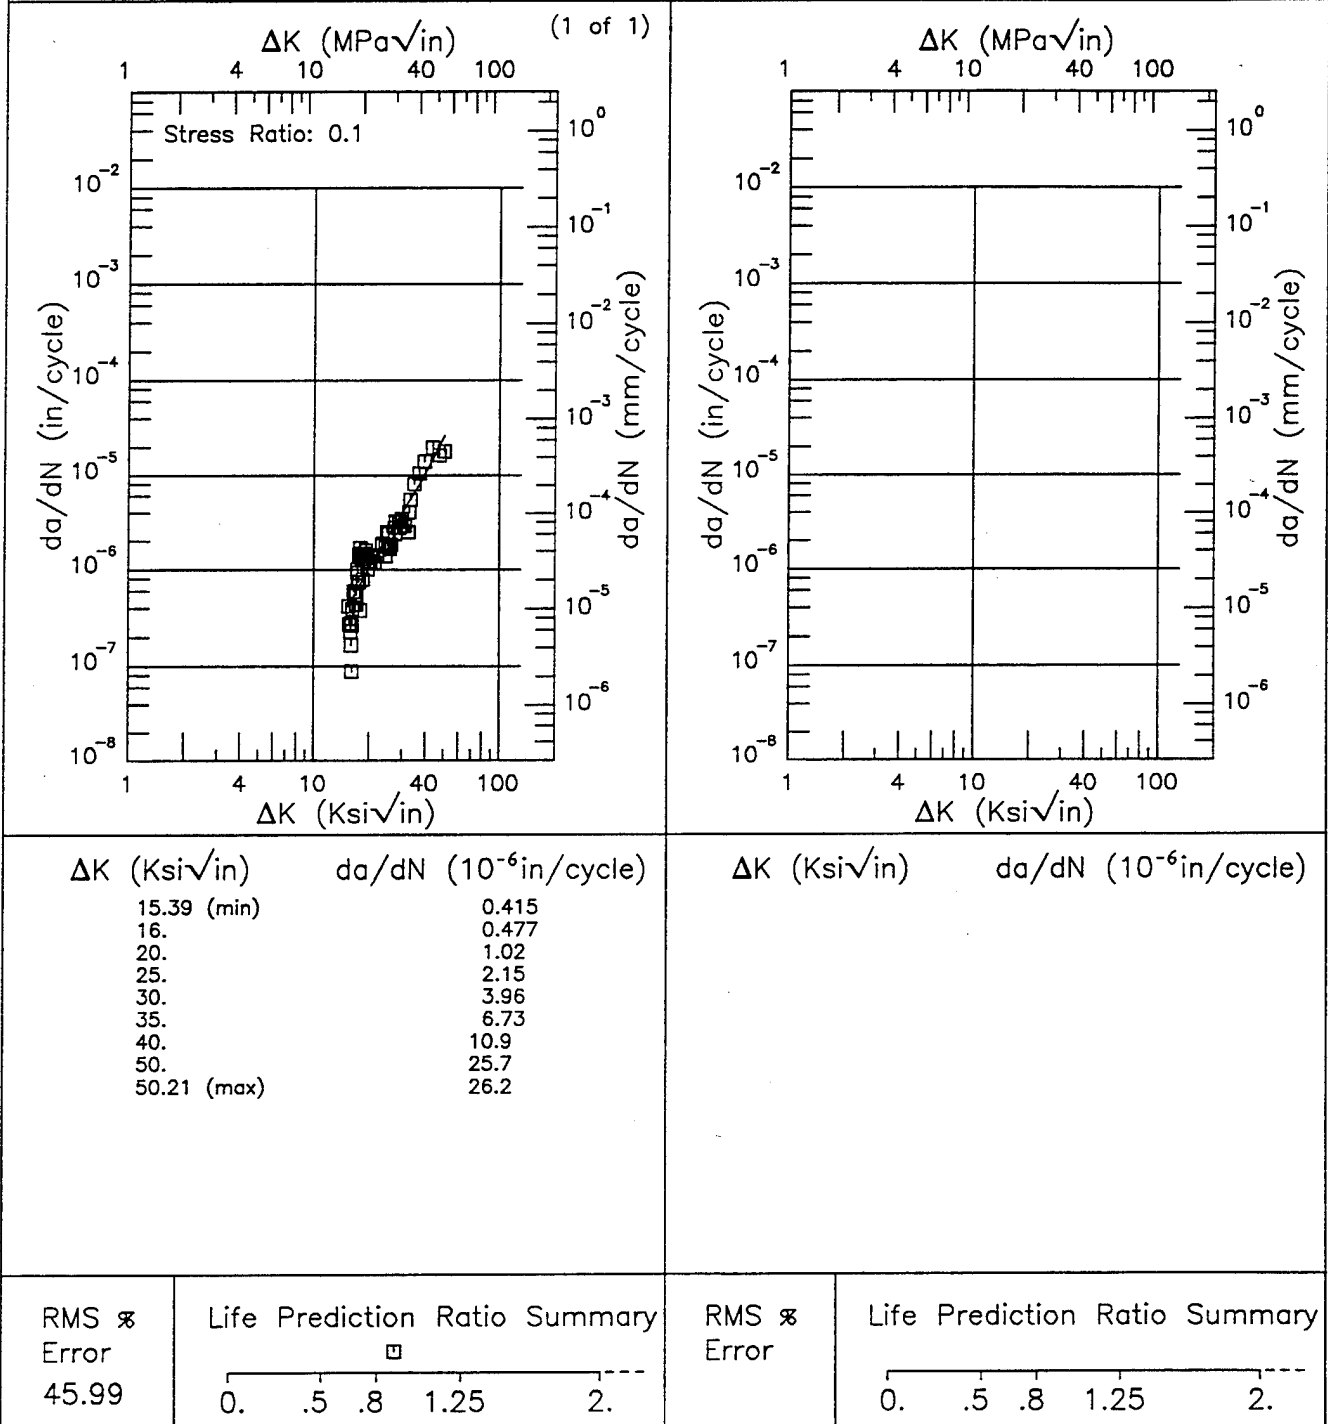 (1 of 1)
ΔK (MPa√in)
1 4 10 40 100
Stress Ratio: 0.1
da/dN (in/cycle)
10⁻²
10⁻³
10⁻⁴
10⁻⁵
10⁻⁶
10⁻⁷
10⁻⁸
da/dN (mm/cycle)
10⁰
10⁻¹
10⁻²
10⁻³
10⁻⁴
10⁻⁵
10⁻⁶
1 4 10 40 100
ΔK (Ksi√in)
ΔK (MPa√in)
1 4 10 40 100
da/dN (in/cycle)
10⁻²
10⁻³
10⁻⁴
10⁻⁵
10⁻⁶
10⁻⁷
10⁻⁸
da/dN (mm/cycle)
10⁰
10⁻¹
10⁻²
10⁻³
10⁻⁴
10⁻⁵
10⁻⁶
1 4 10 40 100
ΔK (Ksi√in)
ΔK (Ksi√in) da/dN (10⁻⁶in/cycle)
15.39 (min) 0.415
16. 0.477
20. 1.02
25. 2.15
30. 3.96
35. 6.73
40. 10.9
50. 25.7
50.21 (max) 26.2
ΔK (Ksi√in) da/dN (10⁻⁶in/cycle)
RMS %
Error
45.99
Life Prediction Ratio Summary
0. .5 .8 1.25 2.
RMS %
Error
Life Prediction Ratio Summary
0. .5 .8 1.25 2.